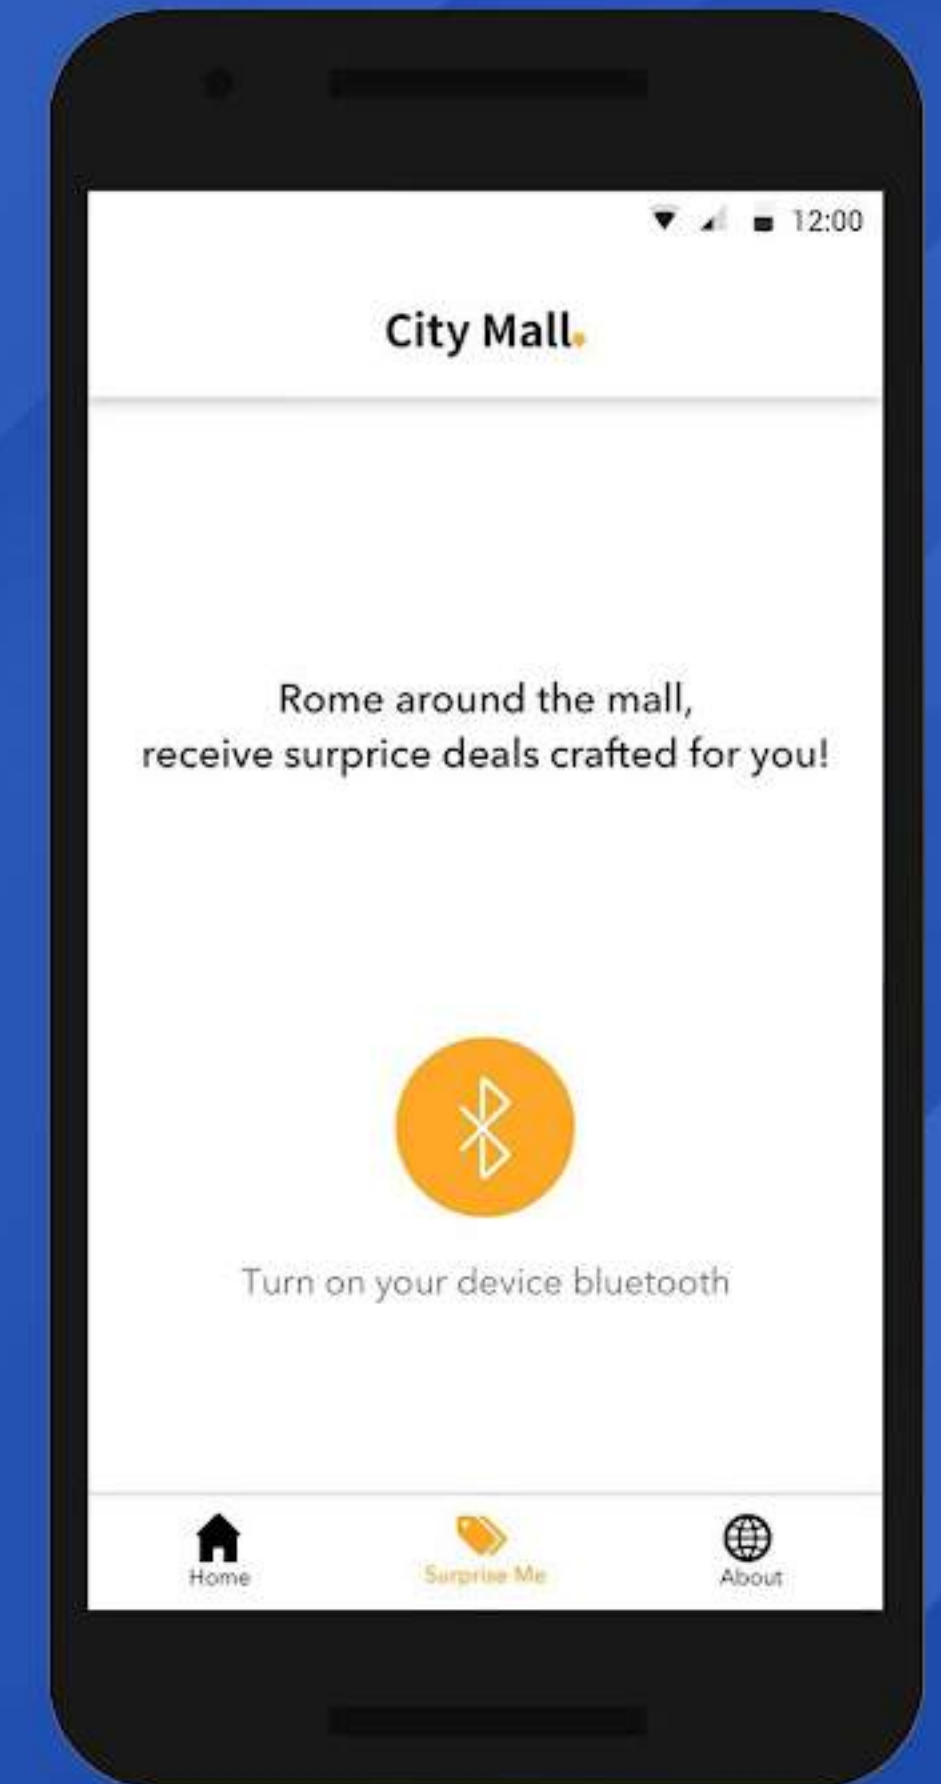 12:00
City Mall.
Rome around the mall,
receive surprice deals crafted for you!
Turn on your device bluetooth
Home
Surprise Me
About